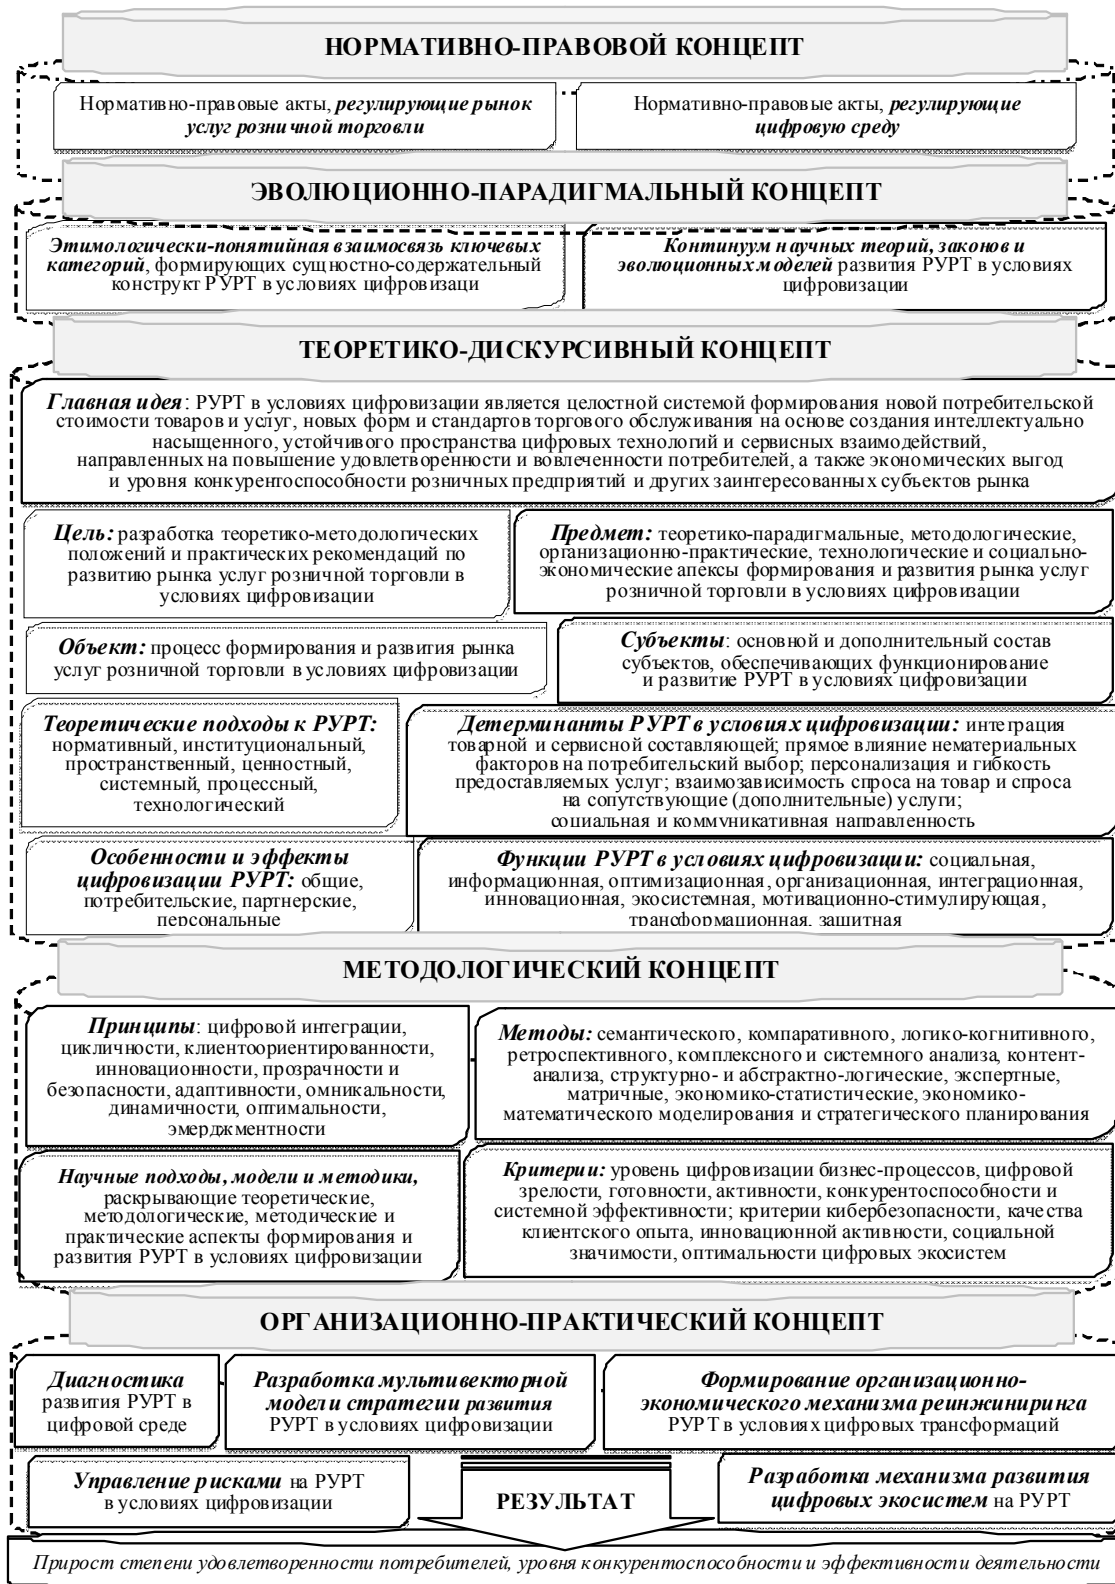 НОРМАТИВНО-ПРАВОВОЙ КОНЦЕПТ
Нормативно-правовые акты, регулирующие рынок
услуг розничной торговли
Нормативно-правовые акты, регулирующие
цифровую среду
ЭВОЛЮЦИОННО-ПАРАДИГМАЛЬНЫЙ КОНЦЕПТ
Этимологически-понятийная взаимосвязь ключевых
категорий, формирующих сущностно-содержательный
конструкт РУРТ в условиях цифровизаци
Континуум научных теорий, законов и
эволюционных моделей развития РУРТ в условиях
цифровизации
ТЕОРЕТИКО-ДИСКУРСИВНЫЙ КОНЦЕПТ
Главная идея: РУРТ в условиях цифровизации является целостной системой формирования новой потребительской
стоимости товаров и услуг, новых форм и стандартов торгового обслуживания на основе создания интеллектуально
насыщенного, устойчивого пространства цифровых технологий и сервисных взаимодействий,
направленных на повышение удовлетворенности и вовлеченности потребителей, а также экономических выгод
и уровня конкурентоспособности розничных предприятий и других заинтересованных субъектов рынка
Цель: разработка теоретико-методологических
положений и практических рекомендаций по
развитию рынка услуг розничной торговли в
условиях цифровизации
Предмет: теоретико-парадигмальные, методологические,
организационно-практические, технологические и социально-
экономические апексы формирования и развития рынка услуг
розничной торговли в условиях цифровизации
Объект: процесс формирования и развития рынка
услуг розничной торговли в условиях цифровизации
Субъекты: основной и дополнительный состав
субъектов, обеспечивающих функционирование
и развитие РУРТ в условиях цифровизации
Теоретические подходы к РУРТ:
нормативный, институциональный,
пространственный, ценностный,
системный, процессный,
технологический
Детерминанты РУРТ в условиях цифровизации: интеграция
товарной и сервисной составляющей; прямое влияние нематериальных
факторов на потребительский выбор; персонализация и гибкость
предоставляемых услуг; взаимозависимость спроса на товар и спроса
на сопутствующие (дополнительные) услуги;
социальная и коммуникативная направленность
Особенности и эффекты
цифровизации РУРТ: общие,
потребительские, партнерские,
персональные
Функции РУРТ в условиях цифровизации: социальная,
информационная, оптимизационная, организационная, интеграционная,
инновационная, экосистемная, мотивационно-стимулирующая,
трансформационная, защитная
МЕТОДОЛОГИЧЕСКИЙ КОНЦЕПТ
Принципы: цифровой интеграции,
цикличности, клиентоориентированности,
инновационности, прозрачности и
безопасности, адаптивности, омникальности,
динамичности, оптимальности,
эмерджментности
Методы: семантического, компаративного, логико-когнитивного,
ретроспективного, комплексного и системного анализа, контент-
анализа, структурно- и абстрактно-логические, экспертные,
матричные, экономико-статистические, экономико-
математического моделирования и стратегического планирования
Научные подходы, модели и методики,
раскрывающие теоретические,
методологические, методические и
практические аспекты формирования и
развития РУРТ в условиях цифровизации
Критерии: уровень цифровизации бизнес-процессов, цифровой
зрелости, готовности, активности, конкурентоспособности и
системной эффективности; критерии кибербезопасности, качества
клиентского опыта, инновационной активности, социальной
значимости, оптимальности цифровых экосистем
ОРГАНИЗАЦИОННО-ПРАКТИЧЕСКИЙ КОНЦЕПТ
Диагностика
развития РУРТ в
цифровой среде
Разработка мультивекторной
модели стратегии развития
РУРТ в условиях цифровизации
Формирование организационно-
экономического механизма реинжиниринга
РУРТ в условиях цифровых трансформаций
Управление рисками на РУРТ
в условиях цифровизации
РЕЗУЛЬТАТ
Разработка механизма развития
цифровых экосистем на РУРТ
Прирост степени удовлетворенности потребителей, уровня конкурентоспособности и эффективности деятельности